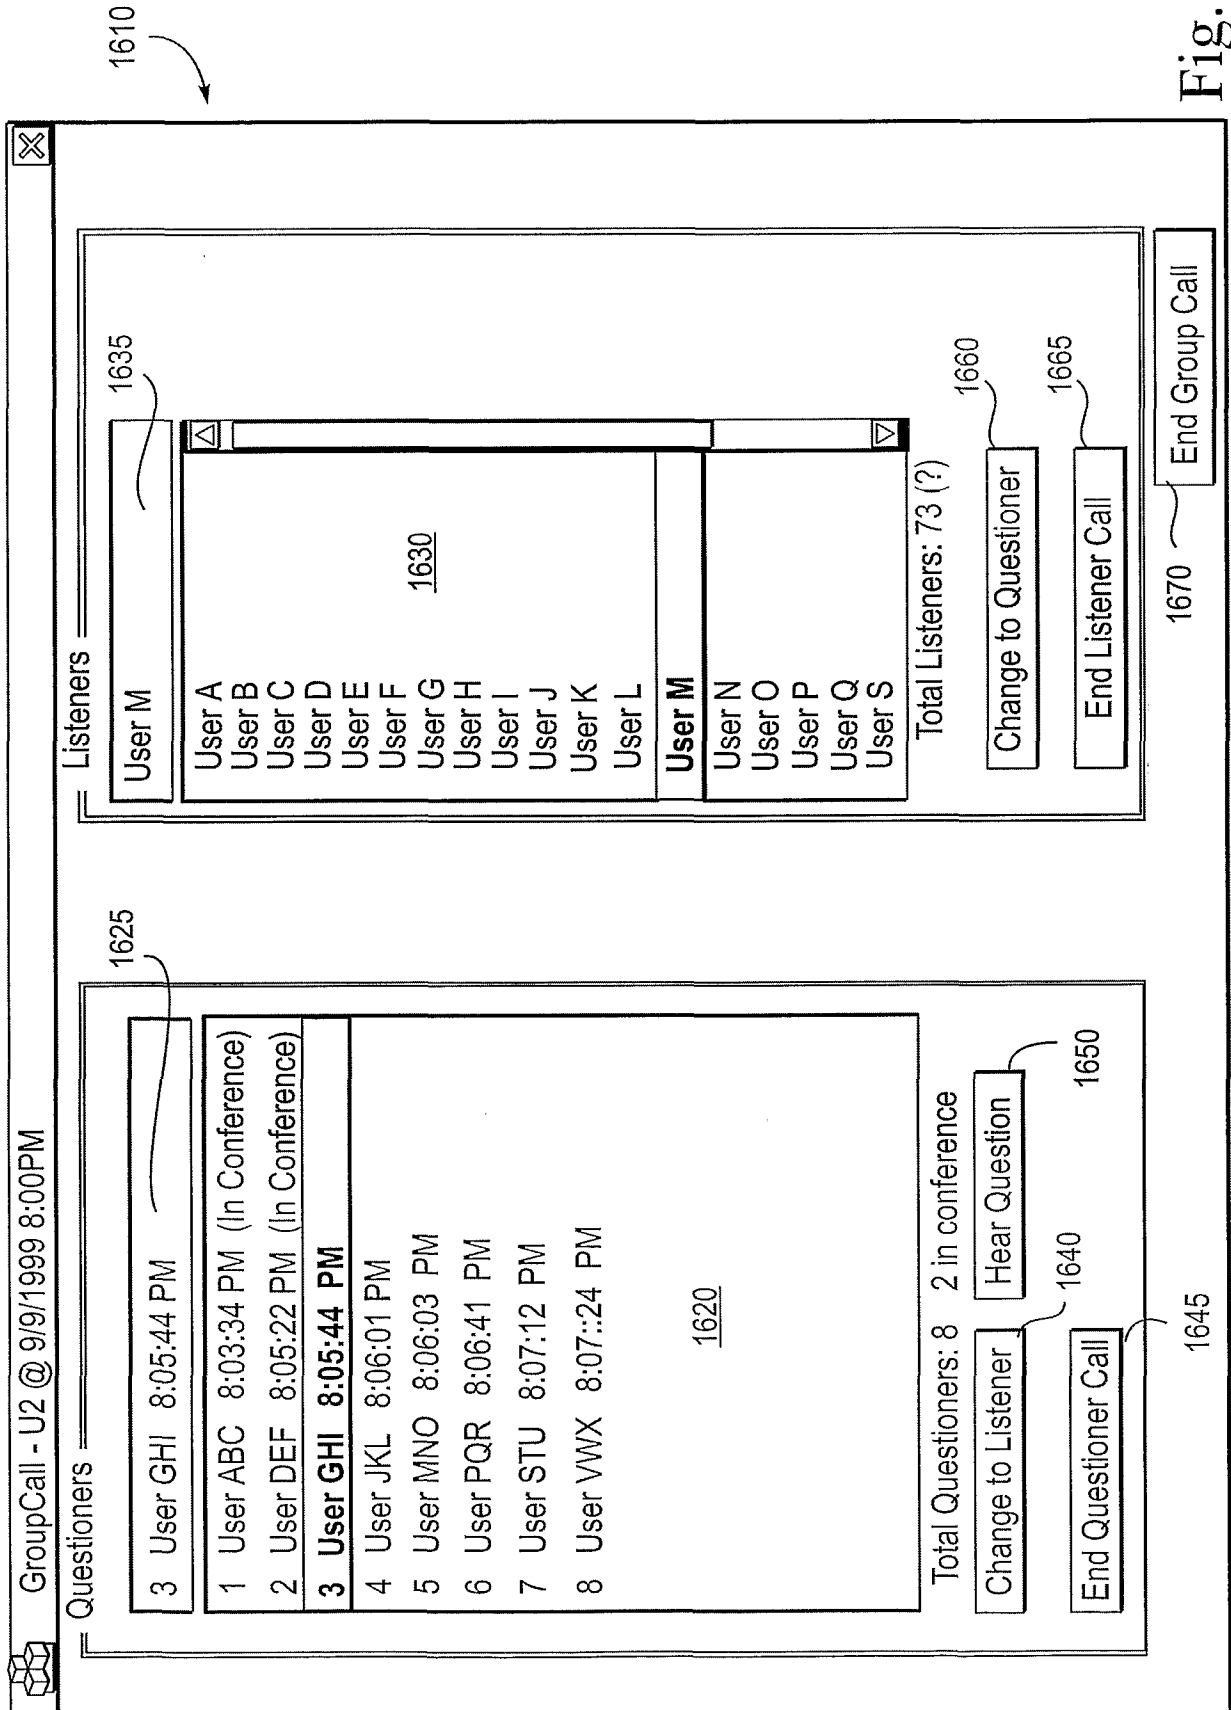 GroupCall - U2 @ 9/9/1999 8:00PM
1610
Questioners
1625
3 User GHI 8:05:44 PM
1 User ABC 8:03:34 PM (In Conference)
2 User DEF 8:05:22 PM (In Conference)
3 User GHI 8:05:44 PM
4 User JKL 8:06:01 PM
5 User MNO 8:06:03 PM
6 User PQR 8:06:41 PM
7 User STU 8:07:12 PM
8 User VWX 8:07::24 PM
1620
Total Questioners: 8 2 in conference
Change to Listener
1640
Hear Question
1650
End Questioner Call
1645
Listeners
1635
User M
User A
User B
User C
User D
User E
User F
User G
User H
User I
User J
User K
User L
User M
User N
User O
User P
User Q
User S
1630
Total Listeners: 73 (?)
1660
Change to Questioner
1665
End Listener Call
1670
End Group Call
Fig.